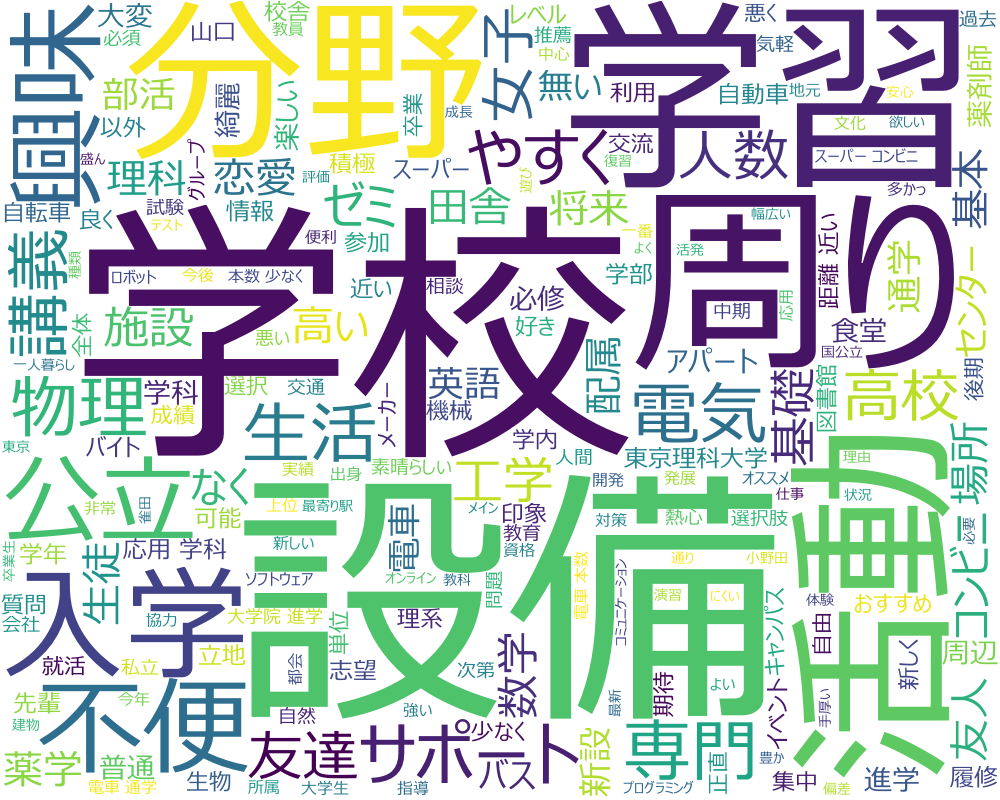 興味
大変
必須
山口
校舎
教員
レベル
推薦
中心
悪く
気軽
過去
分野
女子
学習
無い
利用
自動車
地元
安心
薬剤師
部活
以外
綺麗
楽しい
卒業
成長
やすく
交流
人数
文化
欲しい
盛ん
グループ
理科
恋愛
評価
積極
スーパー
復習
遊び
スーパー コンビニ
多かっ
基本
自転車
良く
試験
テスト
情報
ゼミ
田舎
将来
幅広い
距離 近い
通学
講義
種類
便利
参加
一番
よく
活発
学校
周り
ロボット
今後
本数 少なく
近い
相談
必修
学部
中期
応用
食堂
センター
全体
施設
悪い
高い
好き
配属
アパート
国公立
一人暮らし
学科
選択
交通
メーカー
英語
機械
電気
基礎
図書館
高校
後期
物理
成績
バイト
生活
学内
人間
東京理科大学
東京
公立
なく
実績
出身
素晴らしい
工学
開発
発展
オススメ
仕事
理由
場所
非常
雀田
可能
上位
最寄り駅
電車
メイン
印象
教育
資格
対策
熱心
選択肢
状況
活動
必要
卒業生
学年
応用 学科
新しい
設備
生徒
ソフトウェア
オンライン
教科
問題
電車 本数
通り
小野田
コミュニケーション
演習
にくい
キャンパス
体験
おすすめ
コンビニ
質問
会社
入学
協力
大学院 進学
単位
理系
就活
私立
立地
都会
志望
次第
数学
期待
最新
よい
イベント
自由
手厚い
新しく
周辺
先輩
今年
建物
不便
自然
強い
友達
サポート
少なく
バス
新設
専門
正直
豊か
友人
薬学
普通
電車 通学
生物
所属
大学生
指導
プログラミング
集中
偏差
進学
履修